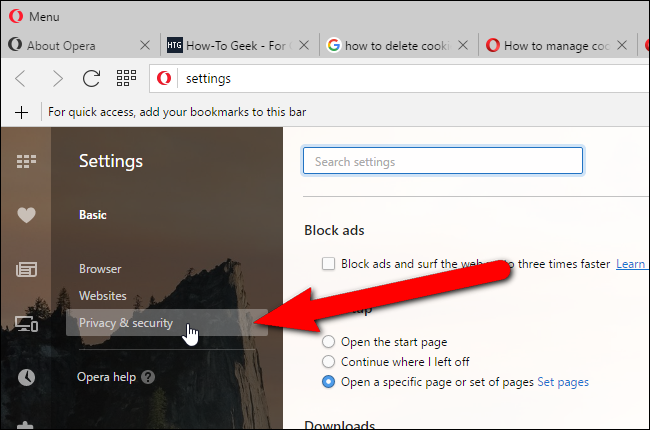 Menu
About Opera
HTG How-To Geek - For
how to delete cooki
How to manage coo
settings
For quick access, add your bookmarks to this bar
Settings
Search settings
Basic
Block ads
Block ads and surf the web to three times faster Learn
Browser
Websites
Privacy & security
Open the start page
Continue where I left off
Open a specific page or set of pages Set pages
Opera help ?
Downloads